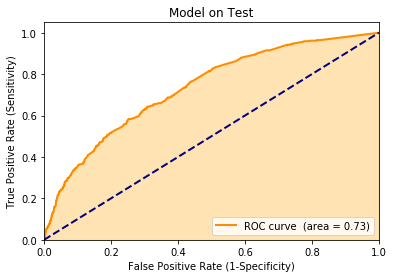 Model on Test
True Positive Rate (Sensitivity)
1.0
0.8
0.6
0.4
0.2
0.0
ROC curve  (area = 0.73)
0.0 0.2 0.4 0.6 0.8 1.0
False Positive Rate (1-Specificity)